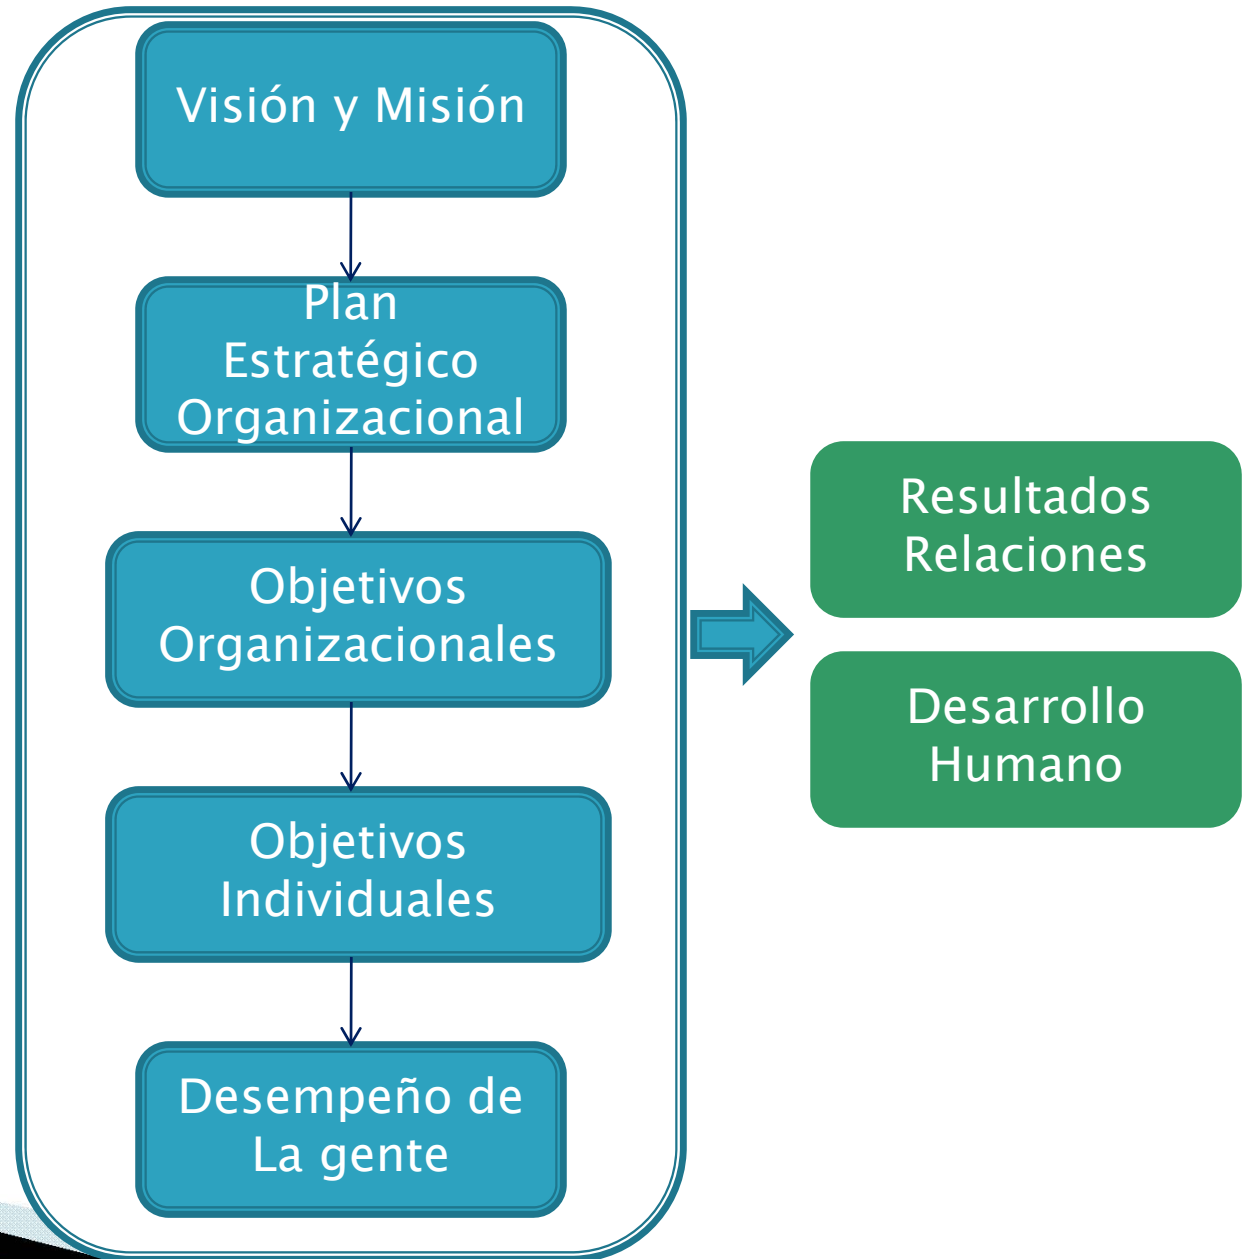 Visión y Misión
Plan
Estratégico
Organizacional
Objetivos
Organizacionales
Objetivos
Individuales
Desempeño de
La gente
Resultados
Relaciones
Desarrollo
Humano